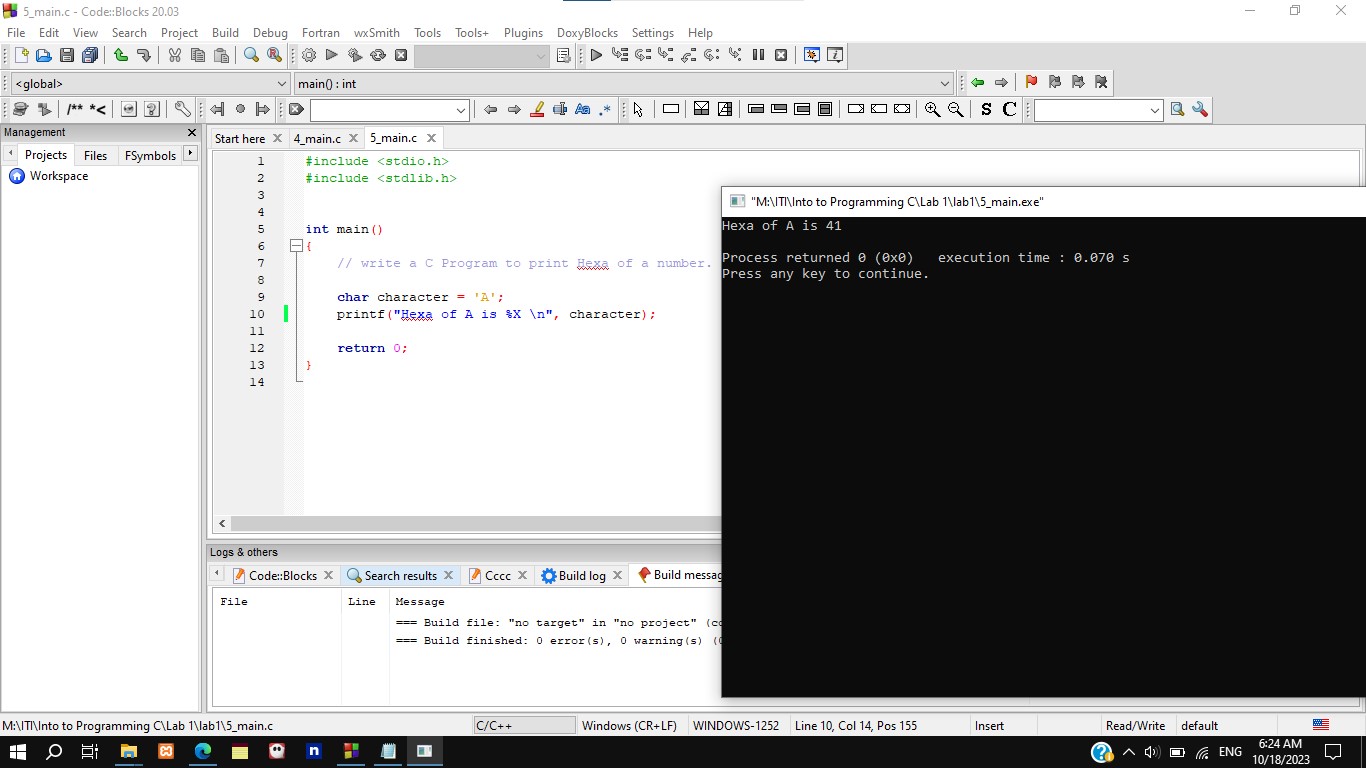 5_main.c - Code::Blocks 20.03
File Edit View Search Project Build Debug Fortran wxSmith Tools Tools+ Plugins DoxyBlocks Settings Help
<global> main() : int
/** *< Aa .* S C
Management
Projects Files FSymbols
Workspace
Start here 4_main.c 5_main.c
1 #include <stdio.h>
2 #include <stdlib.h>
3
4
5 int main()
6 {
7 // write a C Program to print Hexa of a number.
8
9 char character = 'A';
10 printf("Hexa of A is %X \n", character);
11
12 return 0;
13 }
14
"M:\ITI\Into to Programming C\Lab 1\lab1\5_main.exe"
Hexa of A is 41
Process returned 0 (0x0) execution time : 0.070 s
Press any key to continue.
Logs & others
Code::Blocks Search results Cccc Build log Build messag
File Line Message
=== Build file: "no target" in "no project" (co
=== Build finished: 0 error(s), 0 warning(s) (0
M:\ITI\Into to Programming C\Lab 1\lab1\5_main.c C/C++ Windows (CR+LF) WINDOWS-1252 Line 10, Col 14, Pos 155 Insert Read/Write default
n ENG 6:24 AM
10/18/2023